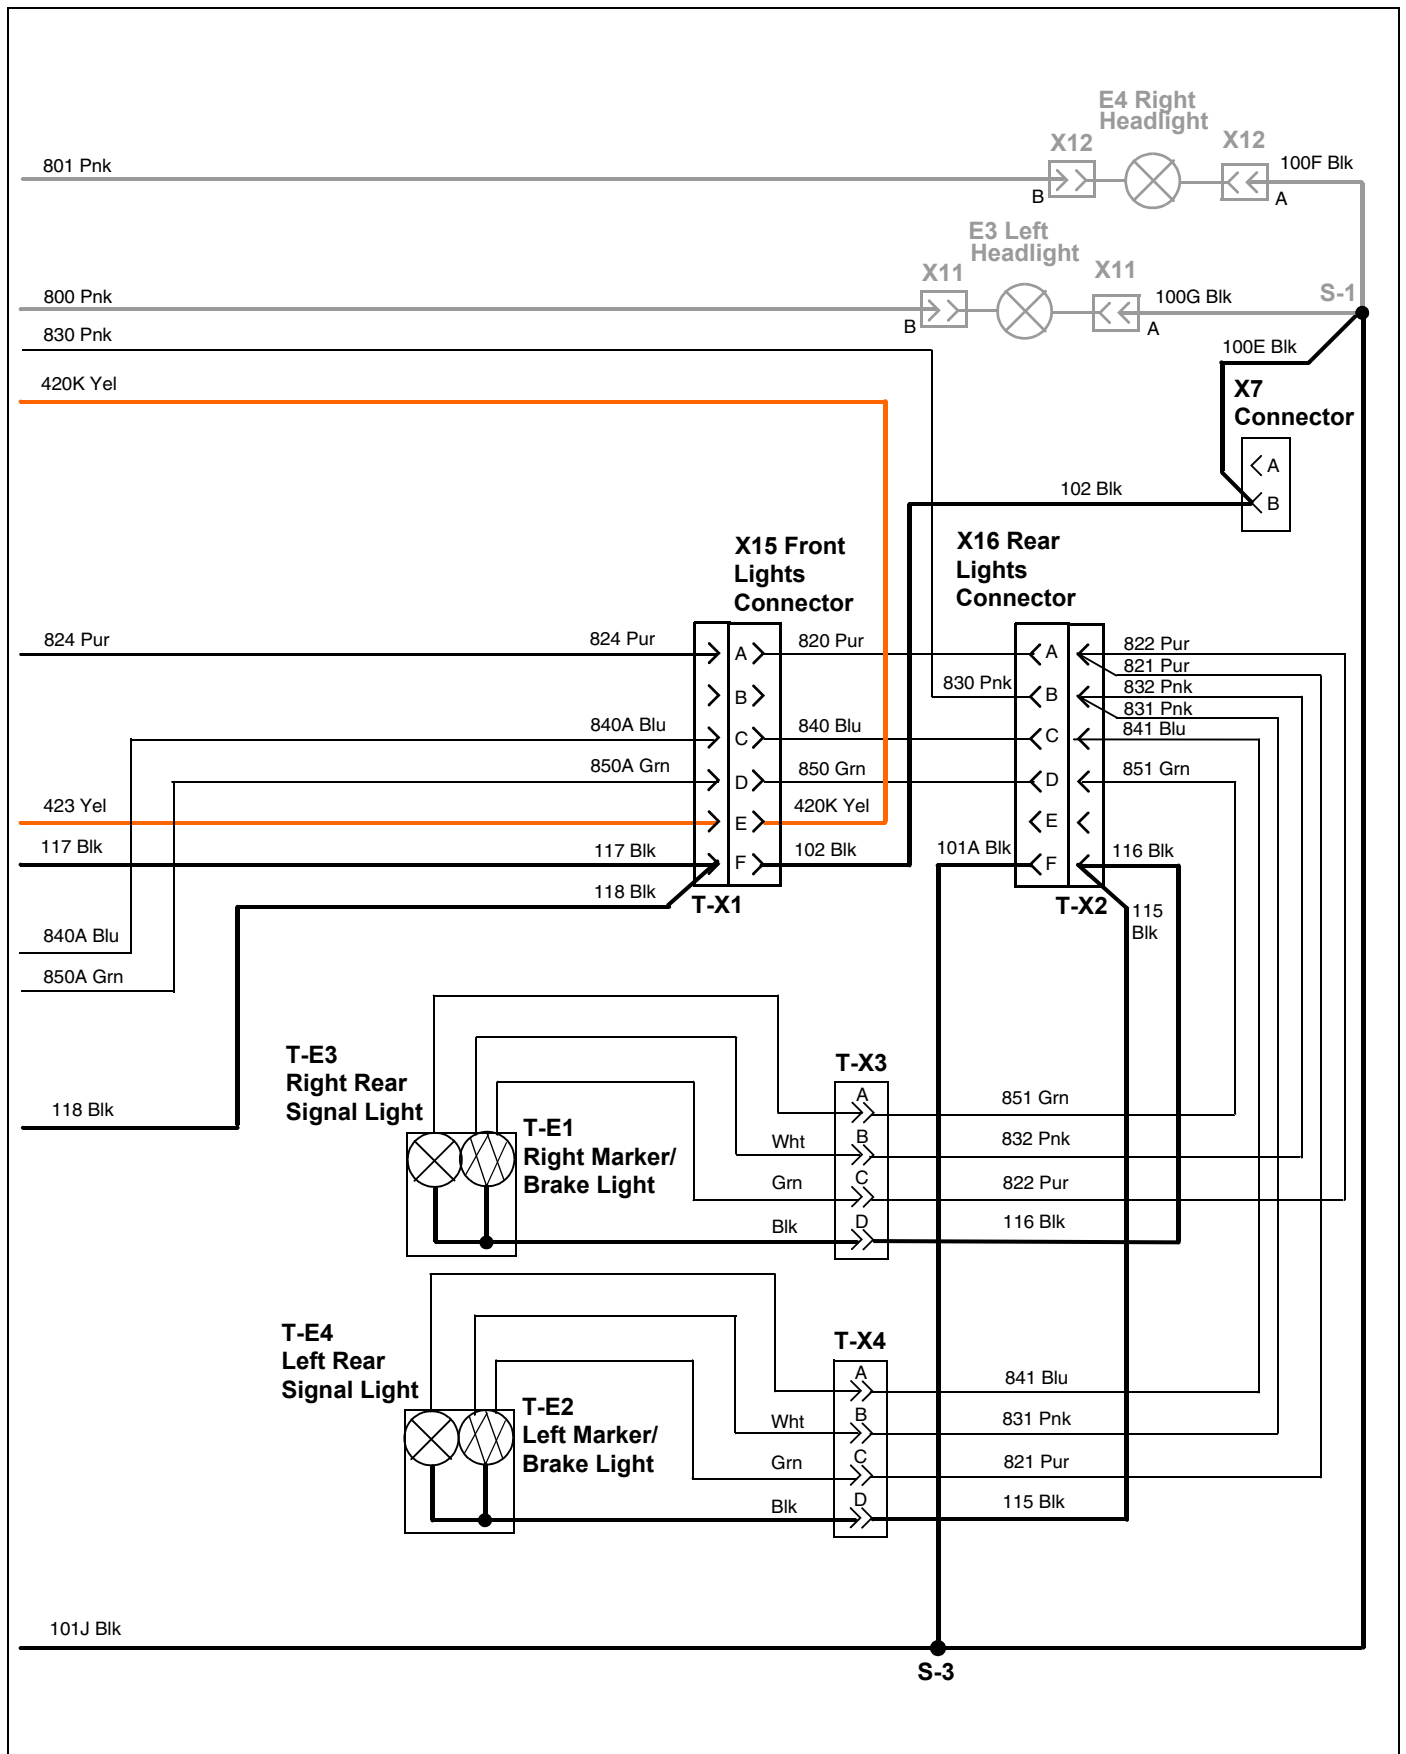 E4 Right
Headlight
X12
X12
801 Pnk
100F Blk
B
A
E3 Left
Headlight
X11
X11
800 Pnk
100G Blk
S-1
B
A
830 Pnk
100E Blk
420K Yel
X7
Connector
A
102 Blk
B
X15 Front
Lights
Connector
X16 Rear
Lights
Connector
824 Pur
824 Pur
A
820 Pur
A
822 Pur
821 Pur
B
830 Pnk
B
832 Pnk
831 Pnk
840A Blu
C
840 Blu
C
841 Blu
850A Grn
D
850 Grn
D
851 Grn
423 Yel
E
420K Yel
E
117 Blk
117 Blk
F
102 Blk
101A Blk
F
116 Blk
118 Blk
T-X1
T-X2
115
Blk
840A Blu
850A Grn
T-E3
Right Rear
Signal Light
T-X3
118 Blk
A
851 Grn
T-E1
Right Marker/
Brake Light
Wht
B
832 Pnk
Grn
C
822 Pur
Blk
D
116 Blk
T-E4
Left Rear
Signal Light
T-X4
A
841 Blu
T-E2
Left Marker/
Brake Light
Wht
B
831 Pnk
Grn
C
821 Pur
Blk
D
115 Blk
101J Blk
S-3